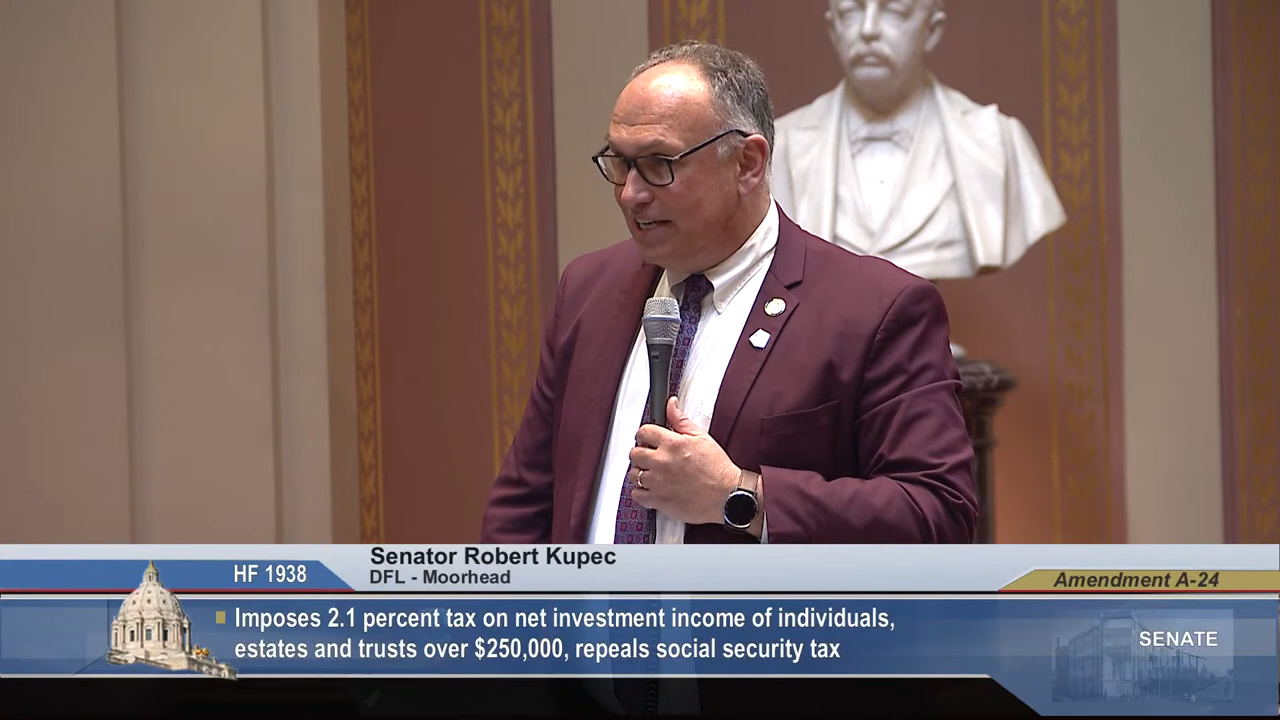 Senator Robert Kupec
HF 1938
DFL - Moorhead
Amendment A-24
Imposes 2.1 percent tax on net investment income of individuals,
estates and trusts over $250,000, repeals social security tax
SENATE